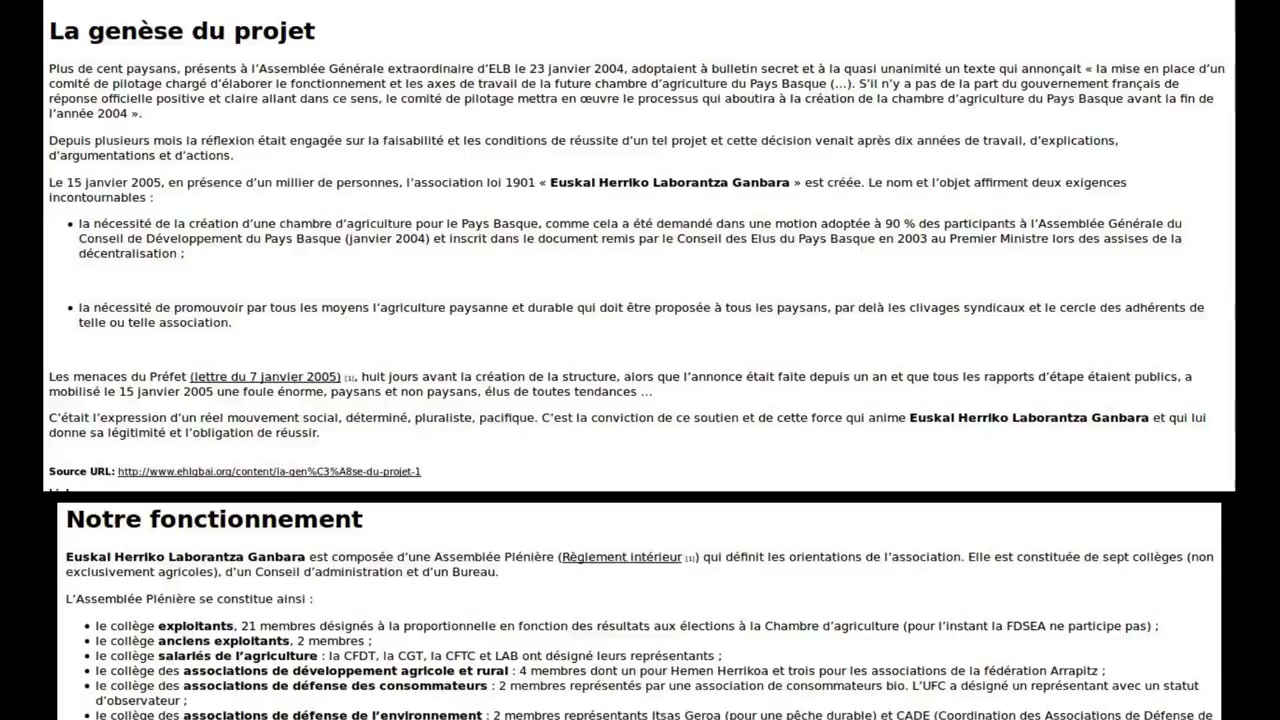 La genèse du projet
Plus de cent paysans, présents à l’Assemblée Générale extraordinaire d’ELB le 23 janvier 2004, adoptaient à bulletin secret et à la quasi unanimité un texte qui annonçait « la mise en place d’un
comité de pilotage chargé d’élaborer le fonctionnement et les axes de travail de la future chambre d’agriculture du Pays Basque (…). S’il n’y a pas de la part du gouvernement français de
réponse officielle positive et claire allant dans ce sens, le comité de pilotage mettra en œuvre le processus qui aboutira à la création de la chambre d’agriculture du Pays Basque avant la fin de
l’année 2004 ».
Depuis plusieurs mois la réflexion était engagée sur la faisabilité et les conditions de réussite d’un tel projet et cette décision venait après dix années de travail, d’explications,
d’argumentations et d’actions.
Le 15 janvier 2005, en présence d’un millier de personnes, l’association loi 1901 « Euskal Herriko Laborantza Ganbara » est créée. Le nom et l’objet affirment deux exigences
incontournables :
• la nécessité de la création d’une chambre d’agriculture pour le Pays Basque, comme cela a été demandé dans une motion adoptée à 90 % des participants à l’Assemblée Générale du
Conseil de Développement du Pays Basque (janvier 2004) et inscrit dans le document remis par le Conseil des Elus du Pays Basque en 2003 au Premier Ministre lors des assises de la
décentralisation ;
• la nécessité de promouvoir par tous les moyens l’agriculture paysanne et durable qui doit être proposée à tous les paysans, par delà les clivages syndicaux et le cercle des adhérents de
telle ou telle association.
Les menaces du Préfet (lettre du 7 janvier 2005) [1], huit jours avant la création de la structure, alors que l’annonce était faite depuis un an et que tous les rapports d’étape étaient publics, a
mobilisé le 15 janvier 2005 une foule énorme, paysans et non paysans, élus de toutes tendances …
C’était l’expression d’un réel mouvement social, déterminé, pluraliste, pacifique. C’est la conviction de ce soutien et de cette force qui anime Euskal Herriko Laborantza Ganbara et qui lui
donne sa légitimité et l’obligation de réussir.
Source URL: http://www.ehlgbai.org/content/la-gen%C3%A8se-du-projet-1
Notre fonctionnement
Euskal Herriko Laborantza Ganbara est composée d’une Assemblée Plénière (Règlement intérieur [1]) qui définit les orientations de l’association. Elle est constituée de sept collèges (non
exclusivement agricoles), d’un Conseil d’administration et d’un Bureau.
L’Assemblée Plénière se constitue ainsi :
• le collège exploitants, 21 membres désignés à la proportionnelle en fonction des résultats aux élections à la Chambre d’agriculture (pour l’instant la FDSEA ne participe pas) ;
• le collège anciens exploitants, 2 membres ;
• le collège salariés de l’agriculture : la CFDT, la CGT, la CFTC et LAB ont désigné leurs représentants ;
• le collège des associations de développement agricole et rural : 4 membres dont un pour Hemen Herrikoa et trois pour les associations de la fédération Arrapitz ;
• le collège des associations de défense des consommateurs : 2 membres représentés par une association de consommateurs bio. L’UFC a désigné un représentant avec un statut
d’observateur ;
• le collège des associations de défense de l’environnement : 2 membres représentants Itsas Geroa (pour une pêche durable) et CADE (Coordination des Associations de Défense de